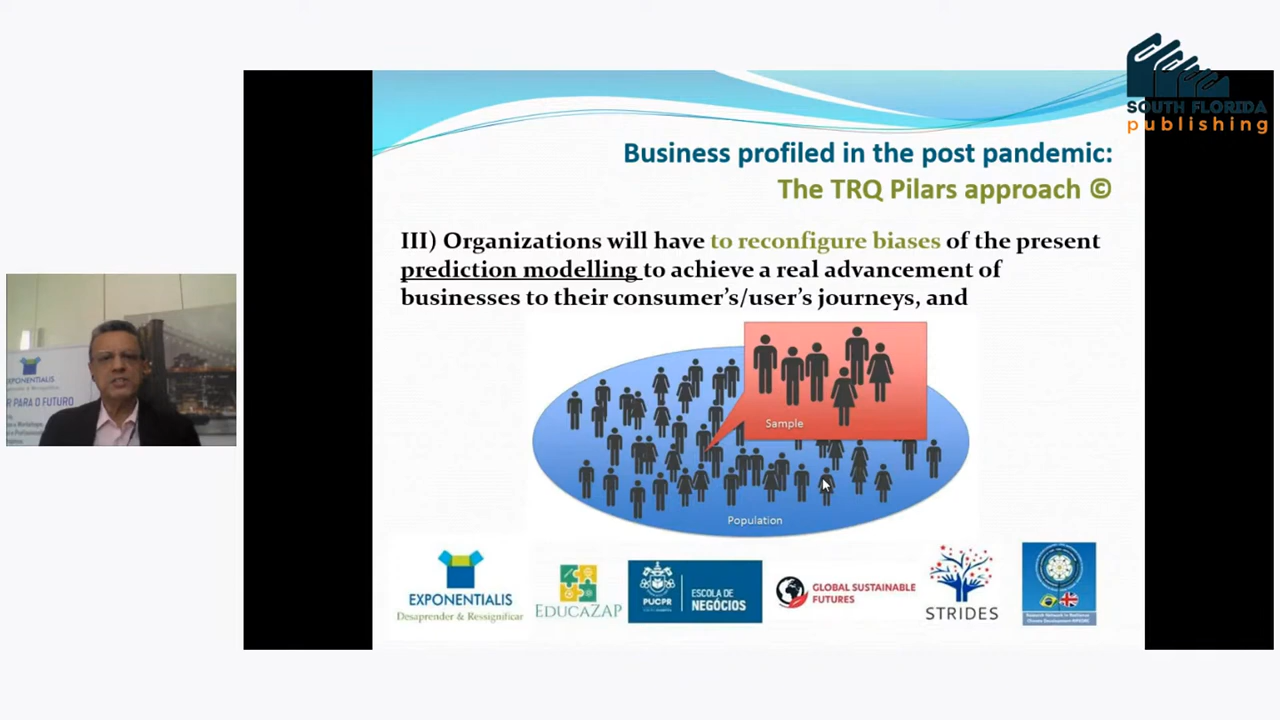 SOUTH FLORIDA
publishing
Business profiled in the post pandemic:
The TRQ Pilars approach ©
III) Organizations will have to reconfigure biases of the present
prediction modelling to achieve a real advancement of
businesses to their consumer’s/user’s journeys, and
Sample
Population
EXPONENTIALIS
R PARA O FUTURO
EXPONENTIALIS
Desaprender & Ressignificar
EDUCAZAP
PUCPR
ESCOLA DE
NEGÓCIOS
GLOBAL SUSTAINABLE
FUTURES
STRIDES